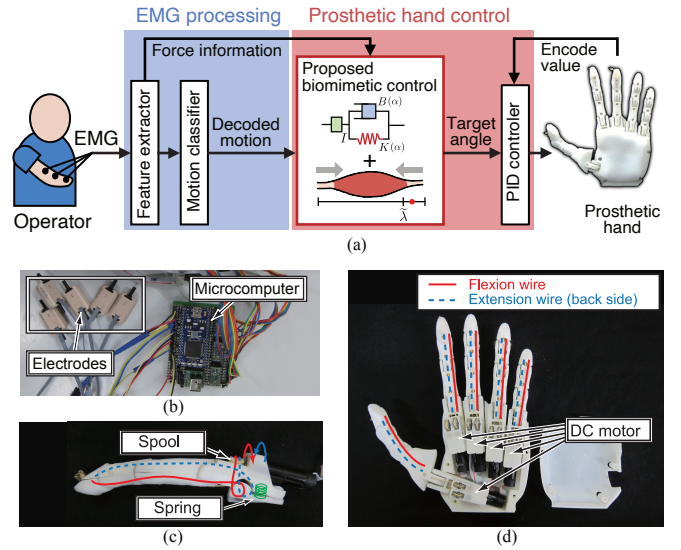 EMG processing
Prosthetic hand control
Force information
Encode
value
EMG
Operator
Feature extractor
Motion classifier
Decoded
motion
Proposed
biomimetic control
B(α)
I
K(α)
+
λ̃
Target
angle
PID controler
Prosthetic
hand
(a)
Microcomputer
Electrodes
(b)
Spool
Spring
(c)
Flexion wire
Extension wire (back side)
DC motor
(d)